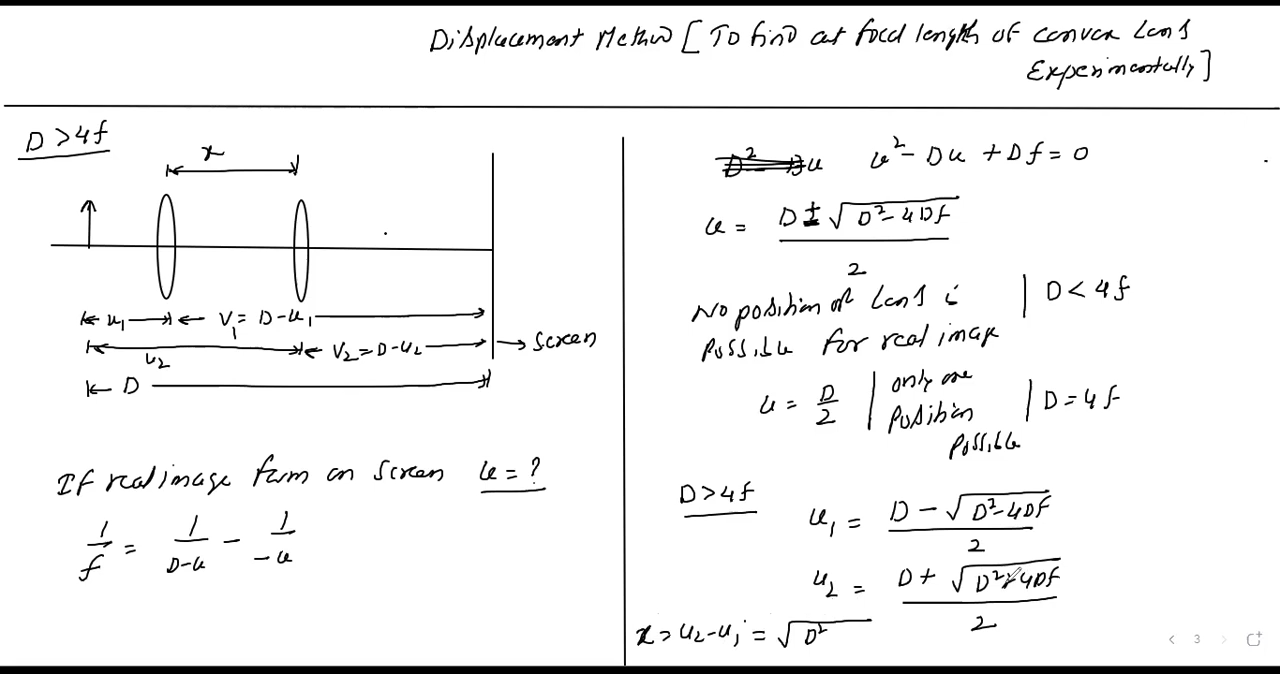 Displacement Method [To find out focal length of convex lens
Experimentally]
D > 4f
x
u₁ V₁ = D-u₁
u₂ V₂ = D-u₂ → Screen
D
If real image form on screen u = ?
1/f = 1/(D-u) - 1/(-u)
u² - Du + Df = 0
u = (D ± √(D² - 4Df))/2
No position of lens is | D < 4f
possible for real image
u = D/2 | only one position possible | D = 4f
D > 4f
u₁ = (D - √(D² - 4Df))/2
u₂ = (D + √(D² - 4Df))/2
x = u₂ - u₁ = √D²
< 3 >